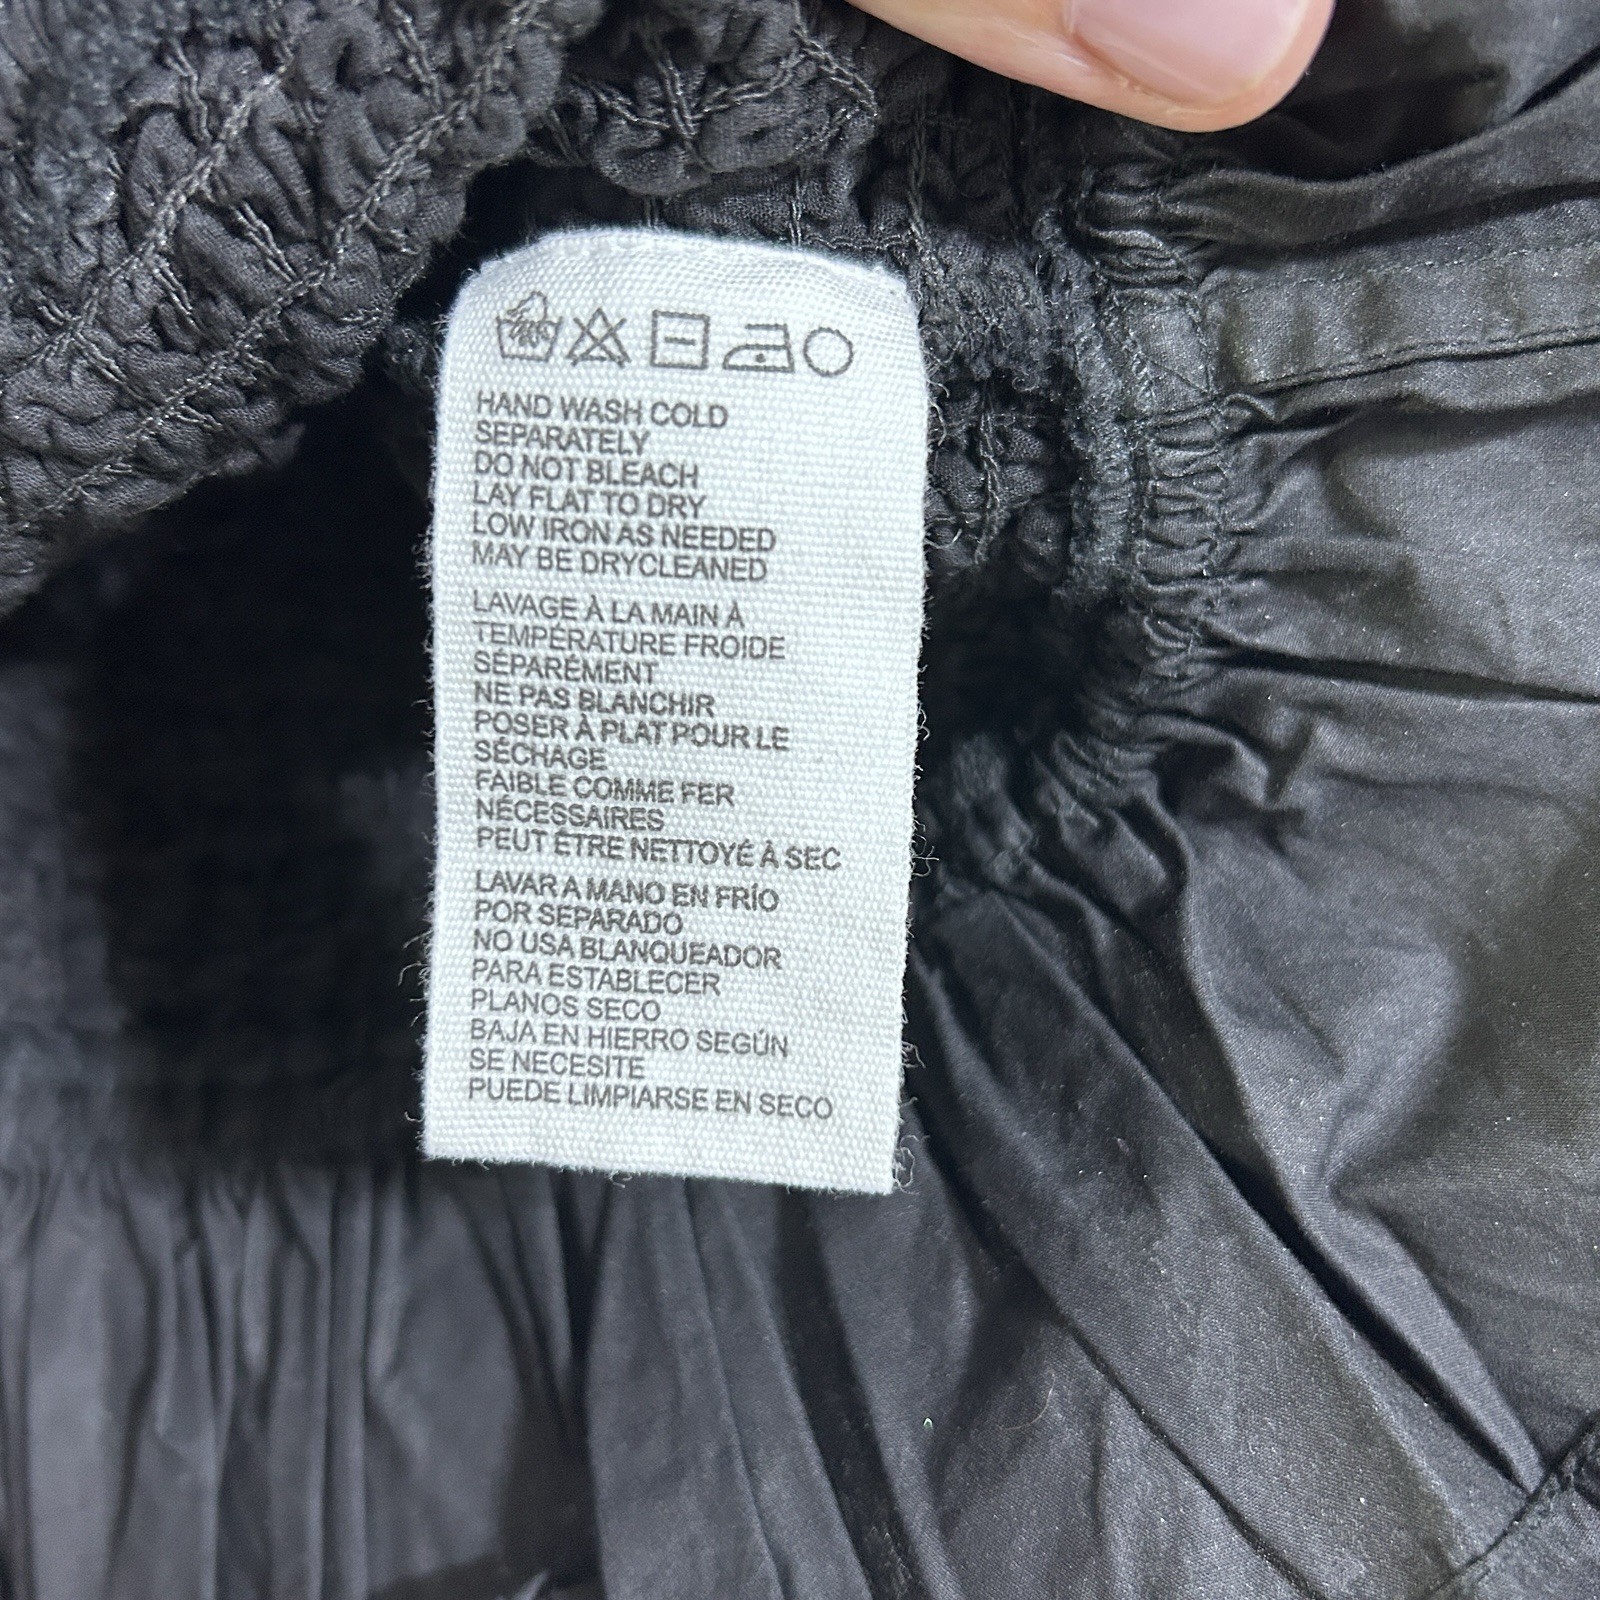 HAND WASH COLD
SEPARATELY
DO NOT BLEACH
LAY FLAT TO DRY
LOW IRON AS NEEDED
MAY BE DRYCLEANED
LAVAGE À LA MAIN À
TEMPÉRATURE FROIDE
SÉPARÉMENT
NE PAS BLANCHIR
POSER À PLAT POUR LE
SÉCHAGE
FAIBLE COMME FER
NÉCESSAIRES
PEUT ÊTRE NETTOYÉ À SEC
LAVAR A MANO EN FRÍO
POR SEPARADO
NO USA BLANQUEADOR
PARA ESTABLECER
PLANOS SECO
BAJA EN HIERRO SEGÚN
SE NECESITE
PUEDE LIMPIARSE EN SECO